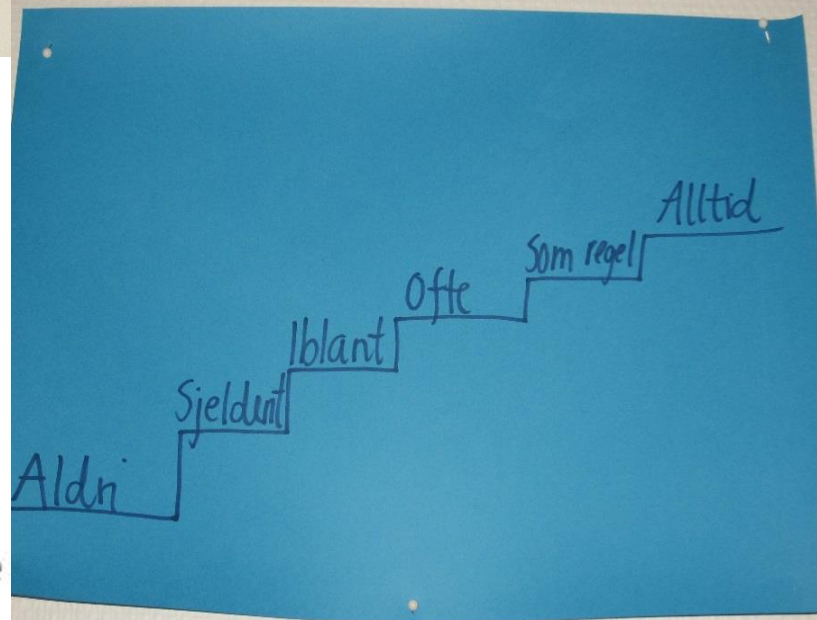 Alltid
Som regel
Ofte
Iblant
Sjeldent
Aldri